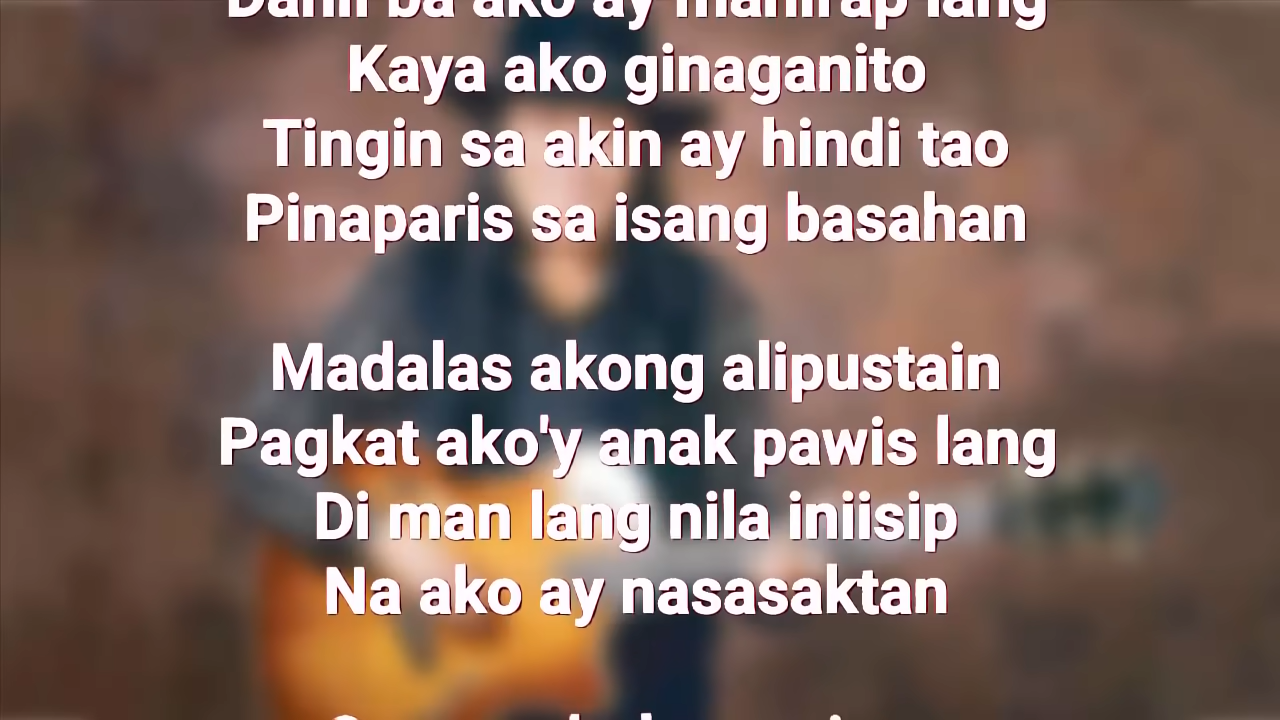 Dahil ba ako ay mahirap lang
Kaya ako ginaganito
Tingin sa akin ay hindi tao
Pinaparis sa isang basahan
Madalas akong alipustain
Pagkat ako'y anak pawis lang
Di man lang nila iniisip
Na ako ay nasasaktan